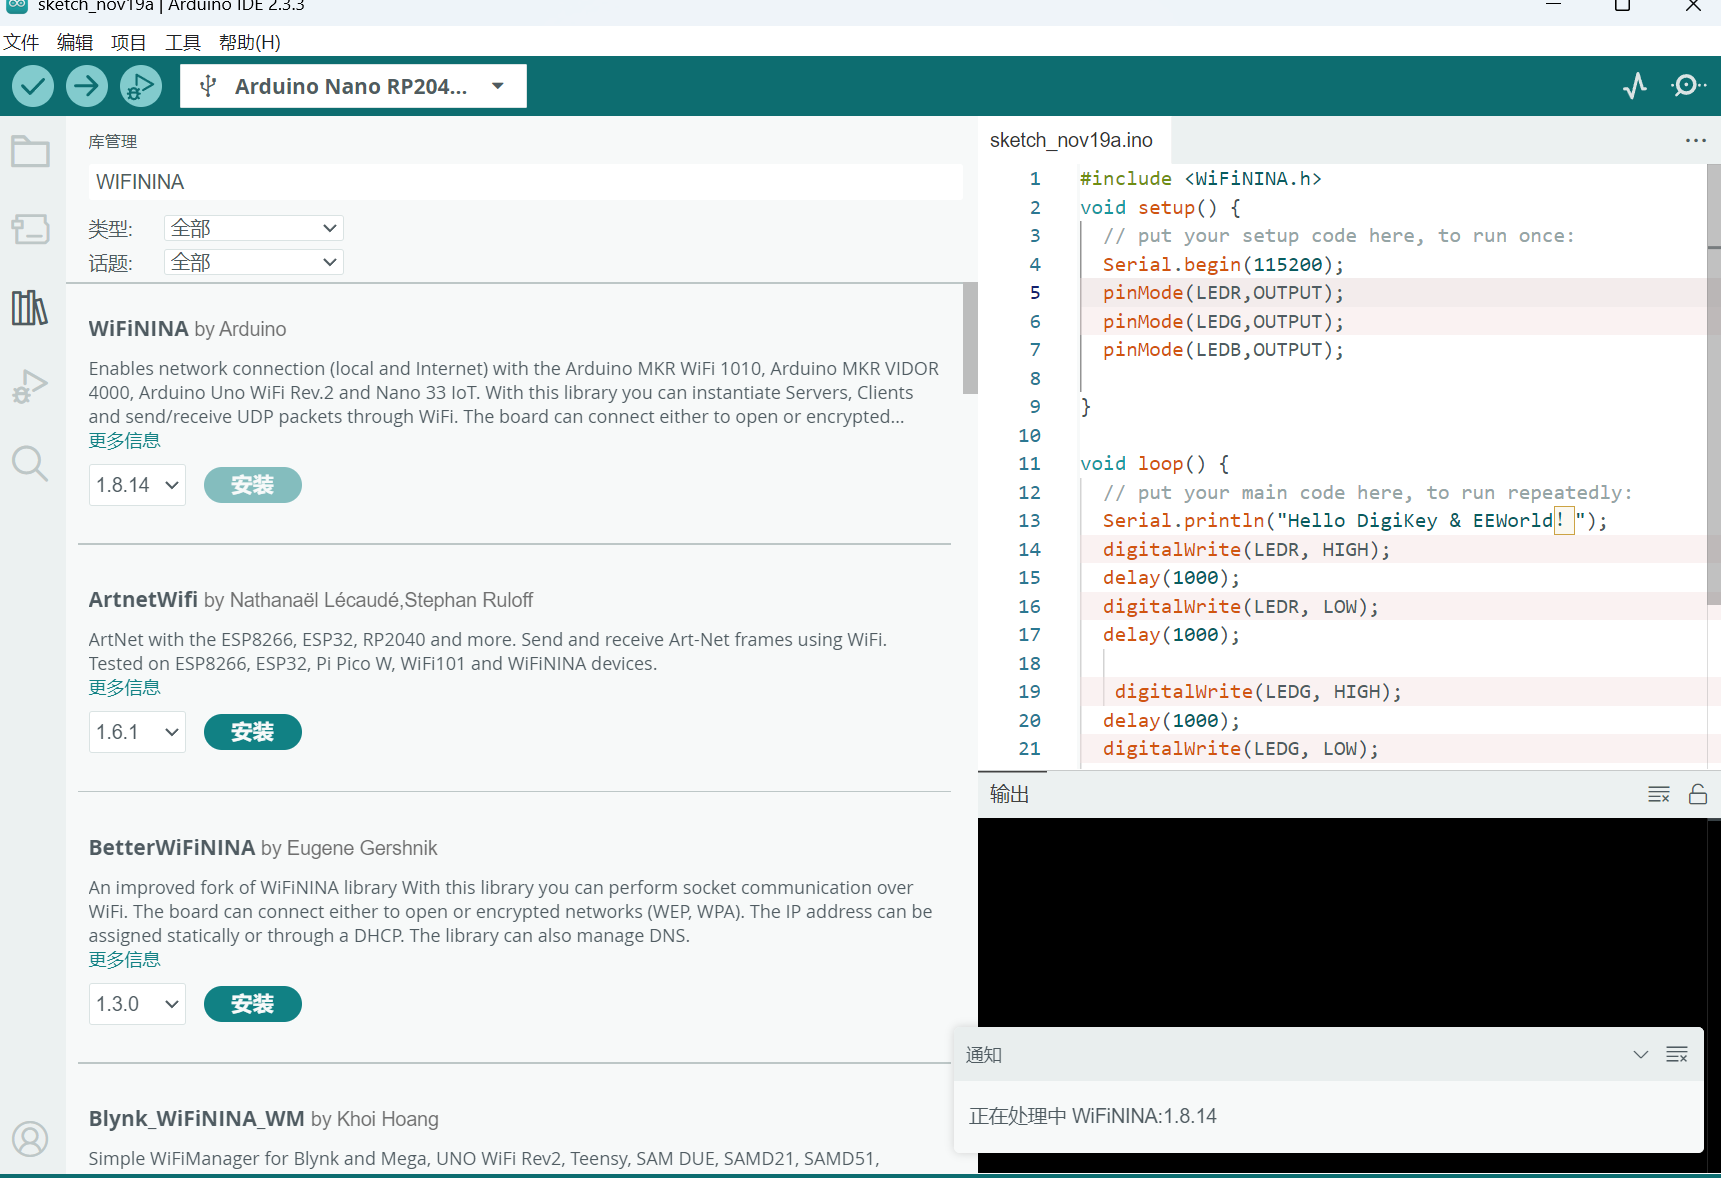 sketch_nov19a | Arduino IDE 2.3.3
文件 编辑 项目 工具 帮助(H)
Arduino Nano RP204...
库管理
WIFININA
类型: 全部
话题: 全部
WiFiNINA by Arduino
Enables network connection (local and Internet) with the Arduino MKR WiFi 1010, Arduino MKR VIDOR
4000, Arduino Uno WiFi Rev.2 and Nano 33 IoT. With this library you can instantiate Servers, Clients
and send/receive UDP packets through WiFi. The board can connect either to open or encrypted...
更多信息
1.8.14 安装
ArtnetWifi by Nathanaël Lécaudé,Stephan Ruloff
ArtNet with the ESP8266, ESP32, RP2040 and more. Send and receive Art-Net frames using WiFi.
Tested on ESP8266, ESP32, Pi Pico W, WiFi101 and WiFiNINA devices.
更多信息
1.6.1 安装
BetterWiFiNINA by Eugene Gershnik
An improved fork of WiFiNINA library With this library you can perform socket communication over
WiFi. The board can connect either to open or encrypted networks (WEP, WPA). The IP address can be
assigned statically or through a DHCP. The library can also manage DNS.
更多信息
1.3.0 安装
Blynk_WiFiNINA_WM by Khoi Hoang
Simple WiFiManager for Blynk and Mega, UNO WiFi Rev2, Teensy, SAM DUE, SAMD21, SAMD51,
sketch_nov19a.ino
...
1 #include <WiFiNINA.h>
2 void setup() {
3 // put your setup code here, to run once:
4 Serial.begin(115200);
5 pinMode(LEDR,OUTPUT);
6 pinMode(LEDG,OUTPUT);
7 pinMode(LEDB,OUTPUT);
8
9 }
10
11 void loop() {
12 // put your main code here, to run repeatedly:
13 Serial.println("Hello DigiKey & EEWorld！");
14 digitalWrite(LEDR, HIGH);
15 delay(1000);
16 digitalWrite(LEDR, LOW);
17 delay(1000);
18
19 digitalWrite(LEDG, HIGH);
20 delay(1000);
21 digitalWrite(LEDG, LOW);
输出
通知
正在处理中 WiFiNINA:1.8.14